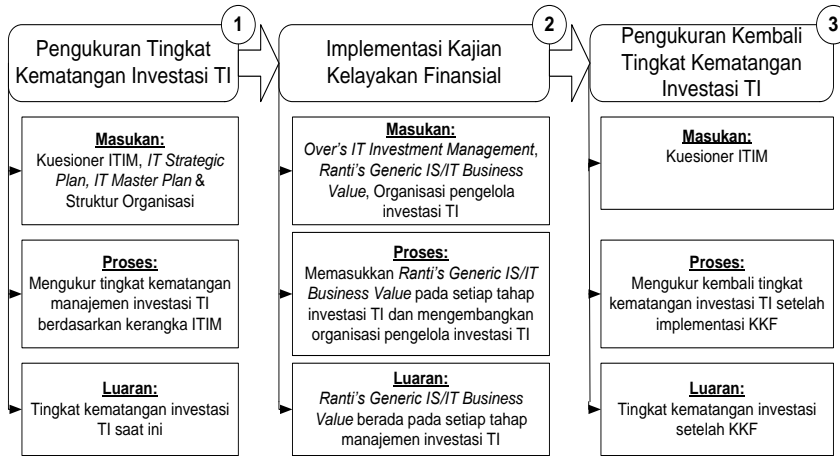 1
Pengukuran Tingkat
Kematangan Investasi TI
Masukan:
Kuesioner ITIM, IT Strategic
Plan, IT Master Plan &
Struktur Organisasi
Proses:
Mengukur tingkat kematangan
manajemen investasi TI
berdasarkan kerangka ITIM
Luaran:
Tingkat kematangan investasi
TI saat ini
2
Implementasi Kajian
Kelayakan Finansial
Masukan:
Over's IT Investment Management,
Ranti's Generic IS/IT Business
Value, Organisasi pengelola
investasi TI
Proses:
Memasukkan Ranti's Generic IS/IT
Business Value pada setiap tahap
investasi TI dan mengembangkan
organisasi pengelola investasi TI
Luaran:
Ranti's Generic IS/IT Business
Value berada pada setiap tahap
manajemen investasi TI
3
Pengukuran Kembali
Tingkat Kematangan
Investasi TI
Masukan:
Kuesioner ITIM
Proses:
Mengukur kembali tingkat
kematangan investasi TI setelah
implementasi KKF
Luaran:
Tingkat kematangan investasi
setelah KKF